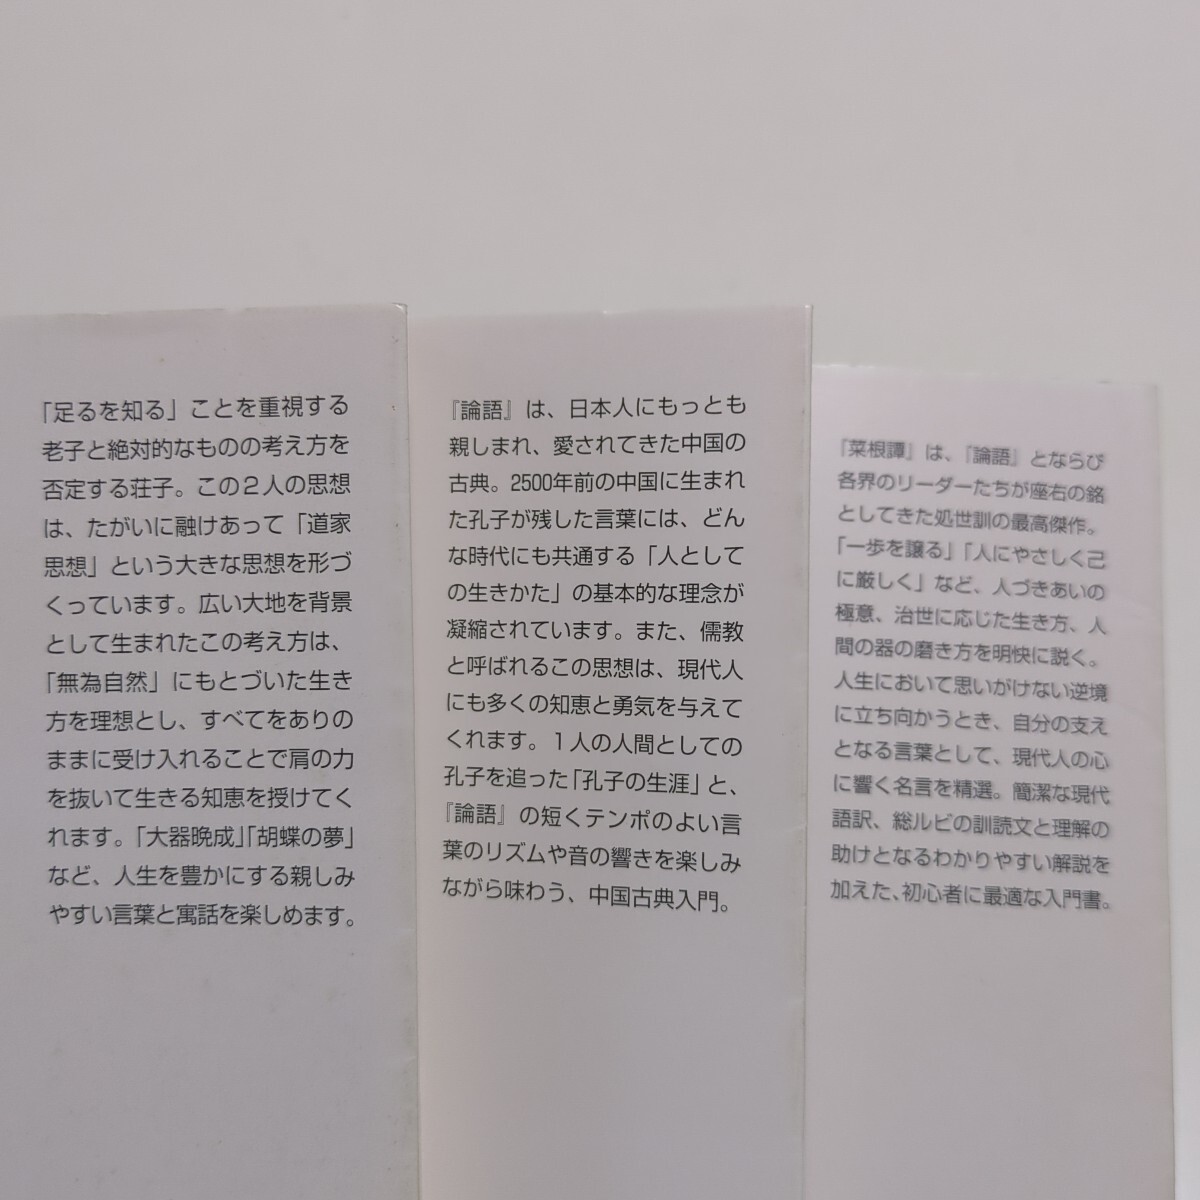 「足るを知る」ことを重視する
老子と絶対的なものの考え方を
否定する荘子。この２人の思想
は、たがいに融けあって「道家
思想」という大きな思想を形づ
くっています。広い大地を背景
として生まれたこの考え方は、
「無為自然」にもとづいた生き
方を理想とし、すべてをありの
ままに受け入れることで肩の力
を抜いて生きる知恵を授けてく
れます。「大器晩成」「胡蝶の夢」
など、人生を豊かにする親しみ
やすい言葉と寓話を楽しめます。
『論語』は、日本人にもっとも
親しまれ、愛されてきた中国の
古典。2500年前の中国に生まれ
た孔子が残した言葉には、どん
な時代にも共通する「人として
の生きかた」の基本的な理念が
凝縮されています。また、儒教
と呼ばれるこの思想は、現代人
にも多くの知恵と勇気を与えて
くれます。１人の人間としての
孔子を追った「孔子の生涯」と、
『論語』の短くテンポのよい言
葉のリズムや音の響きを楽しみ
ながら味わう、中国古典入門。
『菜根譚』は、『論語』とならび
各界のリーダーたちが座右の銘
としてきた処世訓の最高傑作。
「一歩を譲る」「人にやさしく己
に厳しく」など、人づきあいの
極意、治世に応じた生き方、人
間の器の磨き方を明快に説く。
人生において思いがけない逆境
に立ち向かうとき、自分の支え
となる言葉として、現代人の心
に響く名言を精選。簡潔な現代
語訳、総ルビの訓読文と理解の
助けとなるわかりやすい解説を
加えた、初心者に最適な入門書。